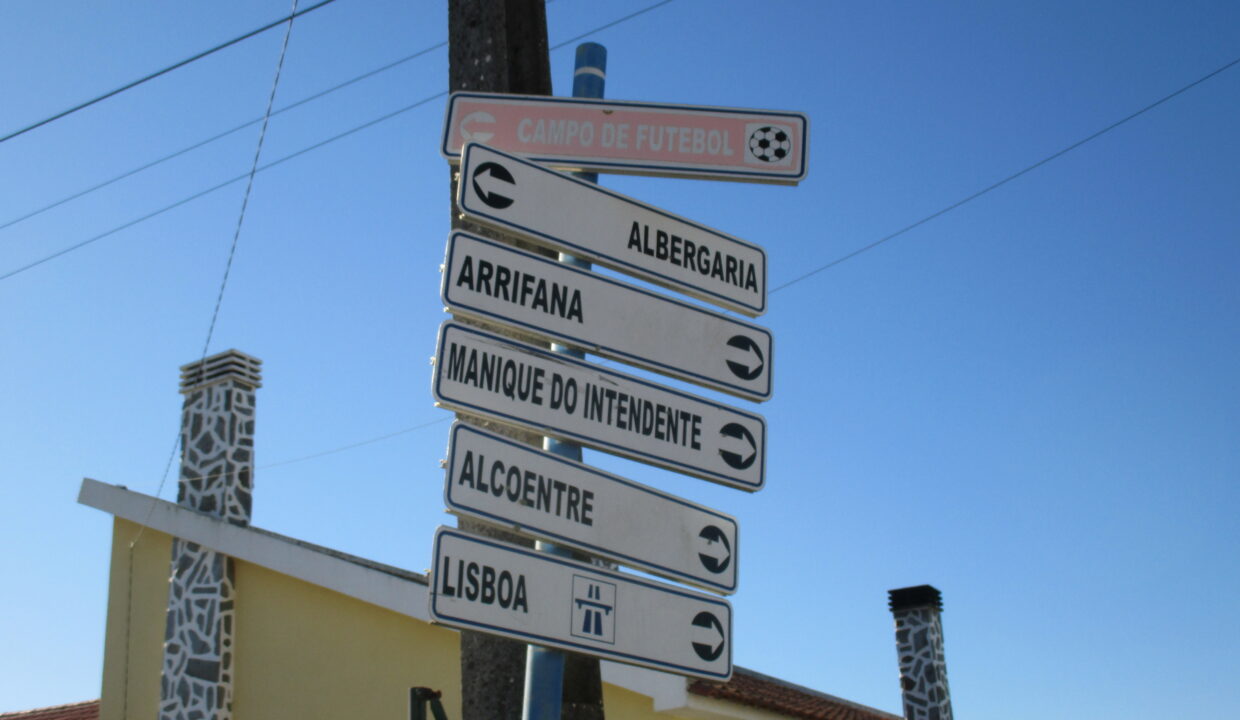 CAMPO DE FUTEBOL
ALBERGARIA
ARRIFANA
MANIQUE DO INTENDENTE
ALCOENTRE
LISBOA